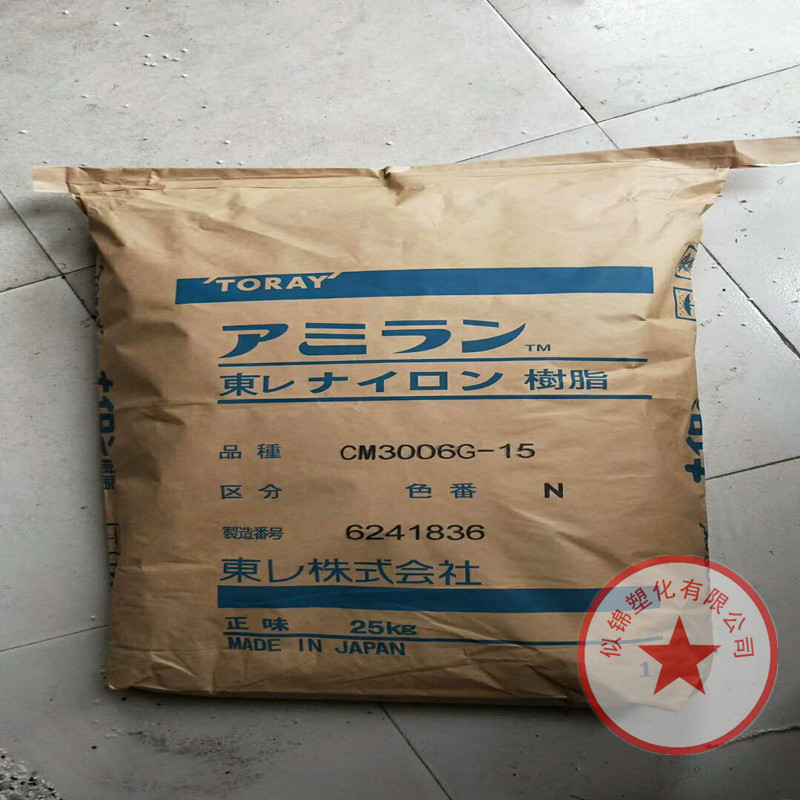 TORAY
アミラン TM
東レ ナイロン 樹脂
品種 CM3006G-15
区分 色番 N
製造番号 6241836
東レ株式会社
正味 25kg
MADE IN JAPAN
1
似锦塑化有限公司